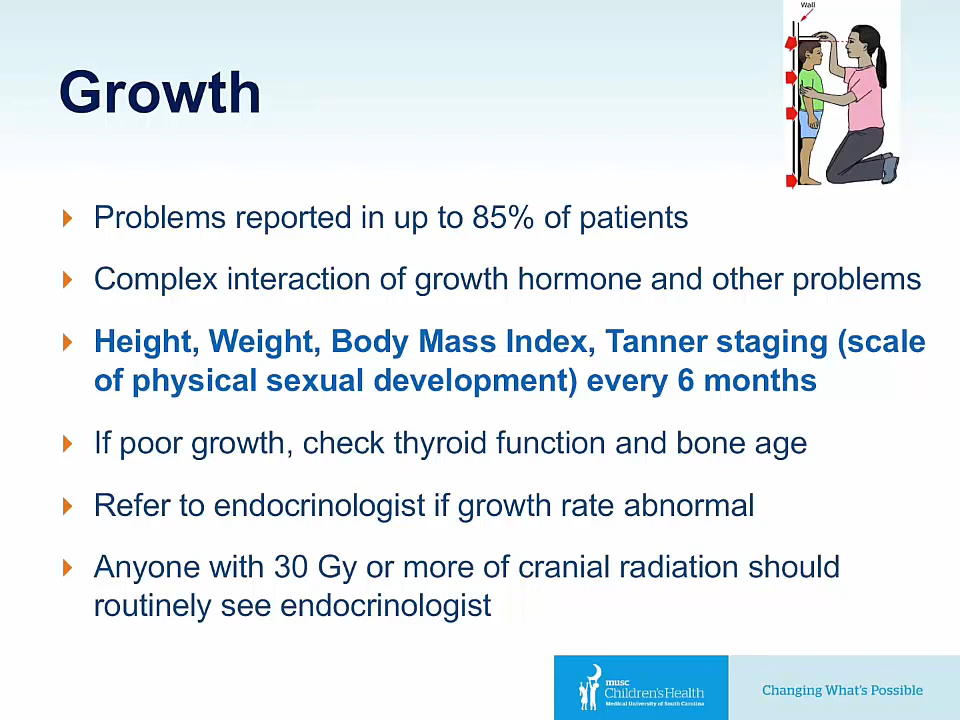 Wall
Growth
Problems reported in up to 85% of patients
Complex interaction of growth hormone and other problems
Height, Weight, Body Mass Index, Tanner staging (scale
of physical sexual development) every 6 months
If poor growth, check thyroid function and bone age
Refer to endocrinologist if growth rate abnormal
Anyone with 30 Gy or more of cranial radiation should
routinely see endocrinologist
musc
Children's Health
Medical University of South Carolina
Changing What's Possible